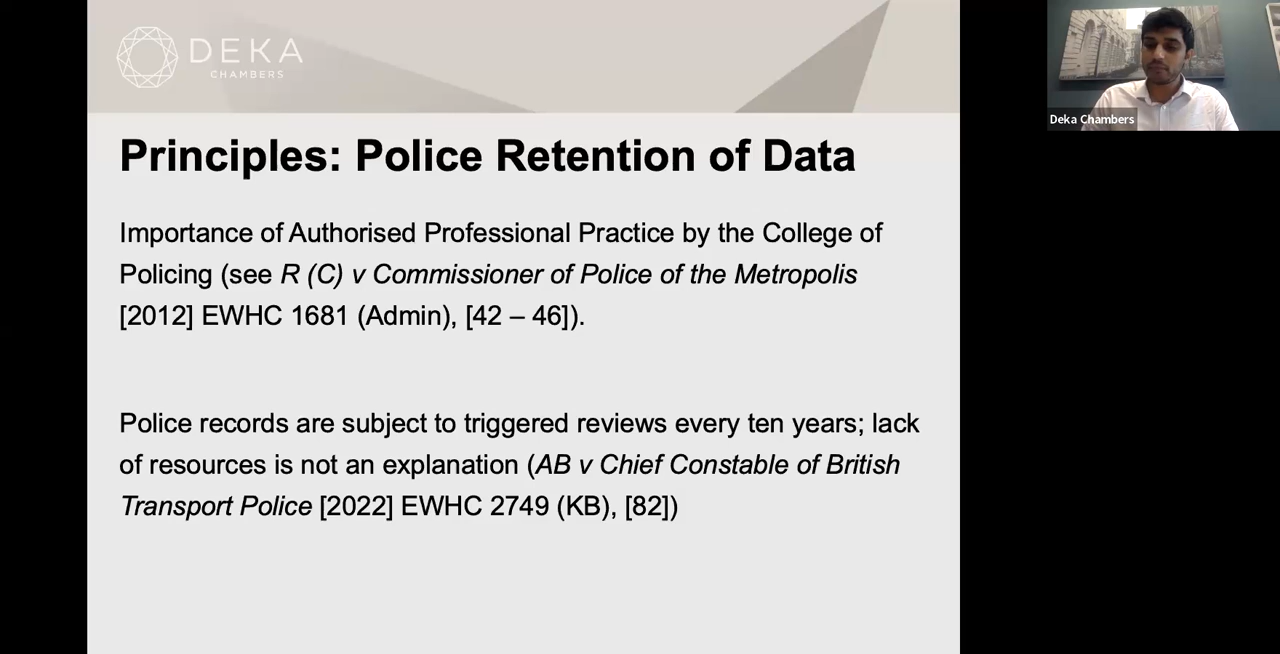 DEKA
CHAMBERS
Deka Chambers
Principles: Police Retention of Data
Importance of Authorised Professional Practice by the College of
Policing (see R (C) v Commissioner of Police of the Metropolis
[2012] EWHC 1681 (Admin), [42 – 46]).
Police records are subject to triggered reviews every ten years; lack
of resources is not an explanation (AB v Chief Constable of British
Transport Police [2022] EWHC 2749 (KB), [82])